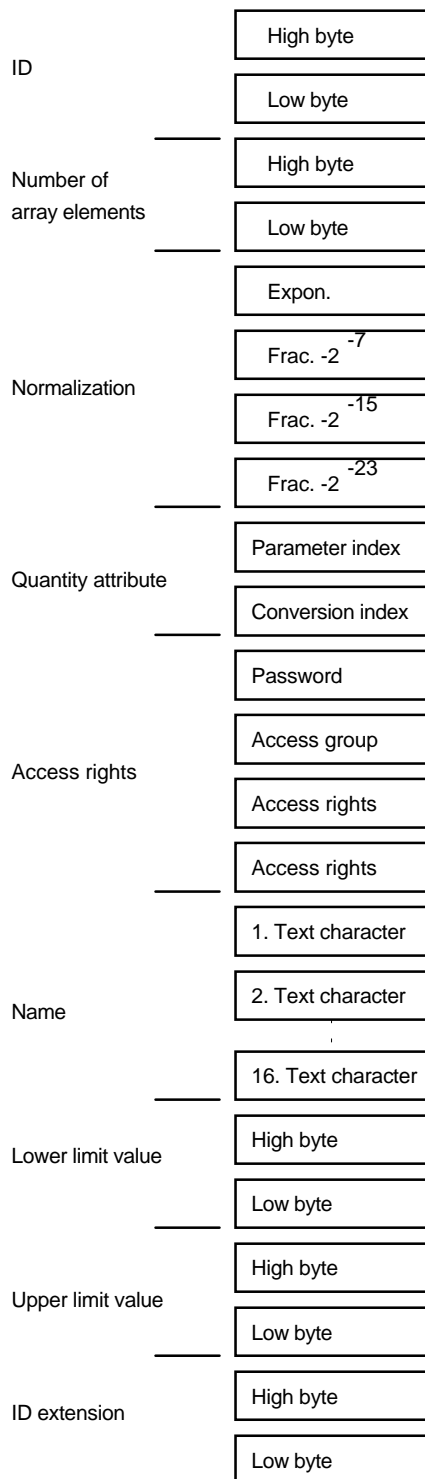 High byte
ID
Low byte
High byte
Number of
array elements
Low byte
Expon.
Frac. -2 -7
Normalization
Frac. -2 -15
Frac. -2 -23
Parameter index
Quantity attribute
Conversion index
Password
Access group
Access rights
Access rights
Access rights
1. Text character
2. Text character
Name
16. Text character
High byte
Lower limit value
Low byte
High byte
Upper limit value
Low byte
High byte
ID extension
Low byte